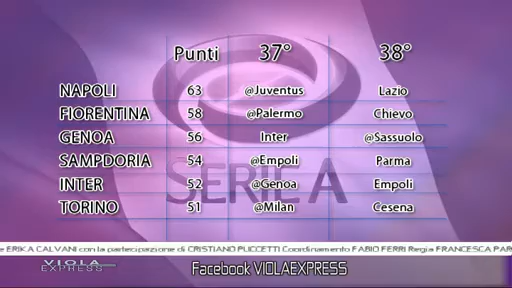 Punti 37° 38°
NAPOLI 63 @Juventus Lazio
FIORENTINA 58 @Palermo Chievo
GENOA 56 Inter @Sassuolo
SAMPDORIA 54 @Empoli Parma
INTER 52 @Genoa Empoli
TORINO 51 @Milan Cesena
SERIE A
e ERIKA CALVANI con la partecipazione di CRISTIANO PUCCETTI Coordinamento FABIO FERRI Regia FRANCESCA PAR
VIOLA
EXPRESS
Facebook VIOLAEXPRESS